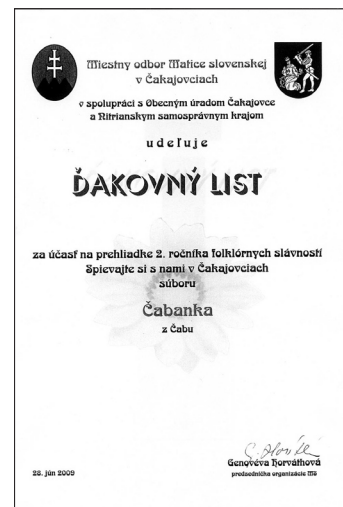 Miestny odbor Matice slovenskej
v Čakajovciach
v spolupráci s Obecným úradom Čakajovce
a Nitrianskym samosprávnym krajom
udeľuje
ĎAKOVNÝ LIST
za účasť na prehliadke 2. ročníka folklórnych slávností
Spievajte si s nami v Čakajovciach
súboru
Čabanka
z Čabu
Genovéva Horváthová
28. jún 2009
predsedníčka organizácie MS